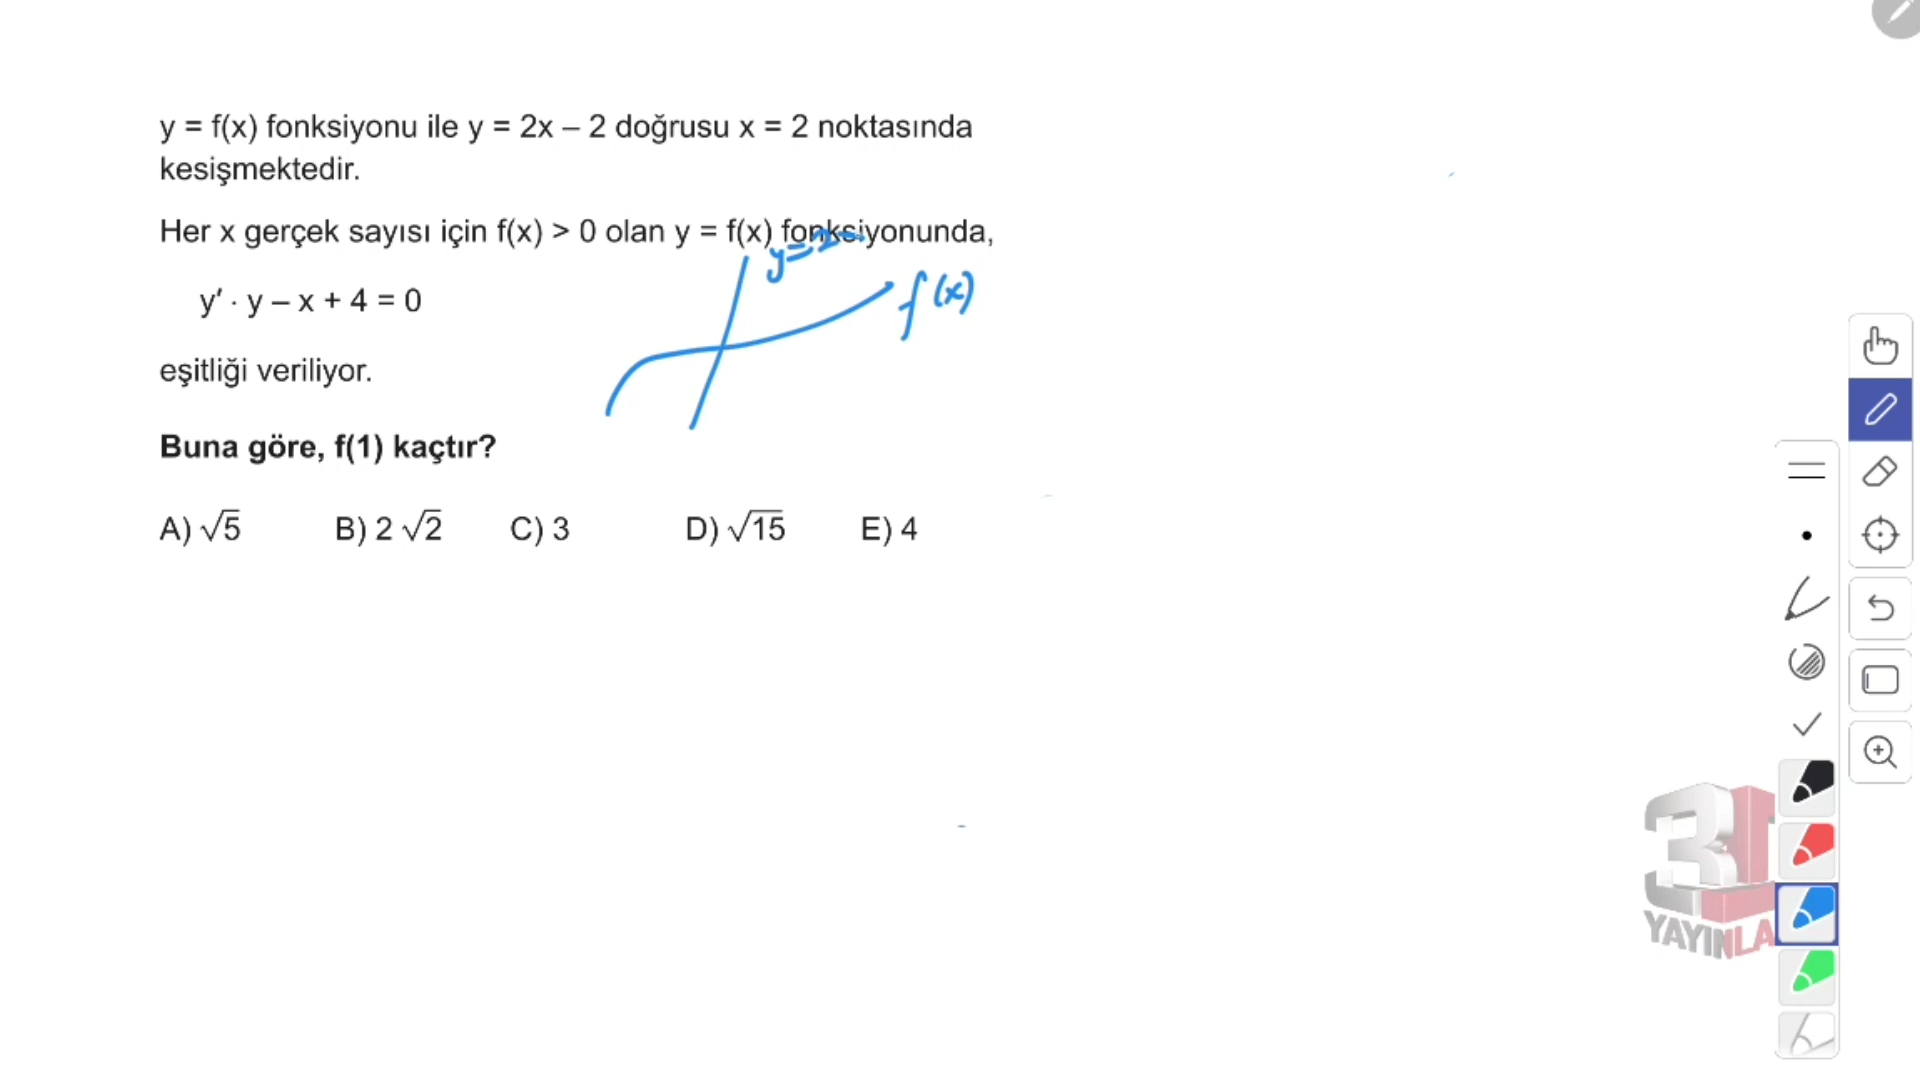 y = f(x) fonksiyonu ile y = 2x – 2 doğrusu x = 2 noktasında
kesişmektedir.
Her x gerçek sayısı için f(x) > 0 olan y = f(x) fonksiyonunda,
y=2
f(x)
y′ · y – x + 4 = 0
eşitliği veriliyor.
Buna göre, f(1) kaçtır?
A) √5 B) 2 √2 C) 3 D) √15 E) 4
YAYINLA